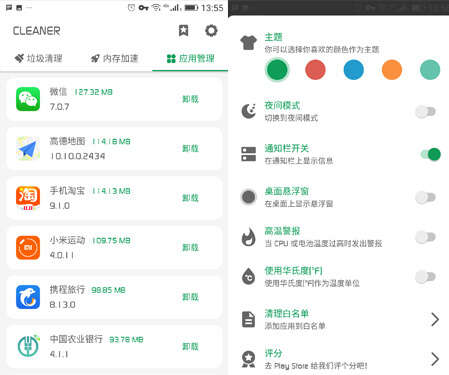 13:55
CLEANER
垃圾清理 内存加速 应用管理
微信 127.32 MB
7.0.7
卸载
高德地图 114.18 MB
10.10.0.2434
卸载
手机淘宝 114.13 MB
9.1.0
卸载
小米运动 109.75 MB
4.0.11
卸载
携程旅行 98.85 MB
8.13.0
卸载
中国农业银行 93.78 MB
4.1.1
卸载
主题
你可以选择你喜欢的颜色作为主题
夜间模式
切换到夜间模式
通知栏开关
在通知栏上显示信息
桌面悬浮窗
在桌面上显示悬浮窗
高温警报
当 CPU 或电池温度过高时发出警报
使用华氏度(°F)
使用华氏度(°F)作为温度单位
清理白名单
添加应用到白名单
评分
去 Play Store 给我们评个分吧!